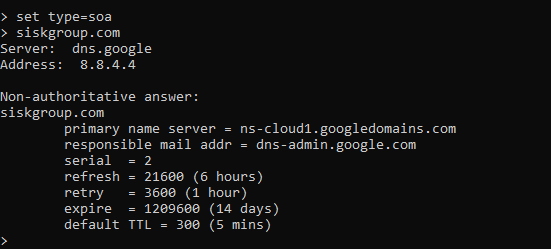 > set type=soa
> siskgroup.com
Server:  dns.google
Address:  8.8.4.4

Non-authoritative answer:
siskgroup.com
        primary name server = ns-cloud1.googledomains.com
        responsible mail addr = dns-admin.google.com
        serial  = 2
        refresh = 21600 (6 hours)
        retry   = 3600 (1 hour)
        expire  = 1209600 (14 days)
        default TTL = 300 (5 mins)
>